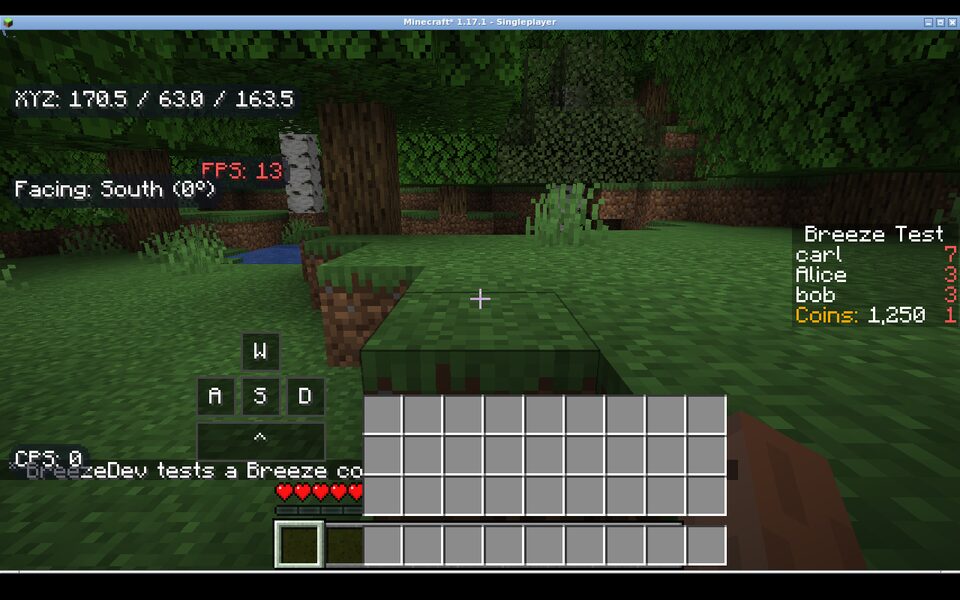 Minecraft* 1.17.1 - Singleplayer
XYZ: 170.5 / 63.0 / 163.5
FPS: 13
Facing: South (0°)
Breeze Test
carl 7
Alice 3
bob 3
Coins: 1,250 1
W
A S D
^
CPS: 0
BreezeDev tests a Breeze co